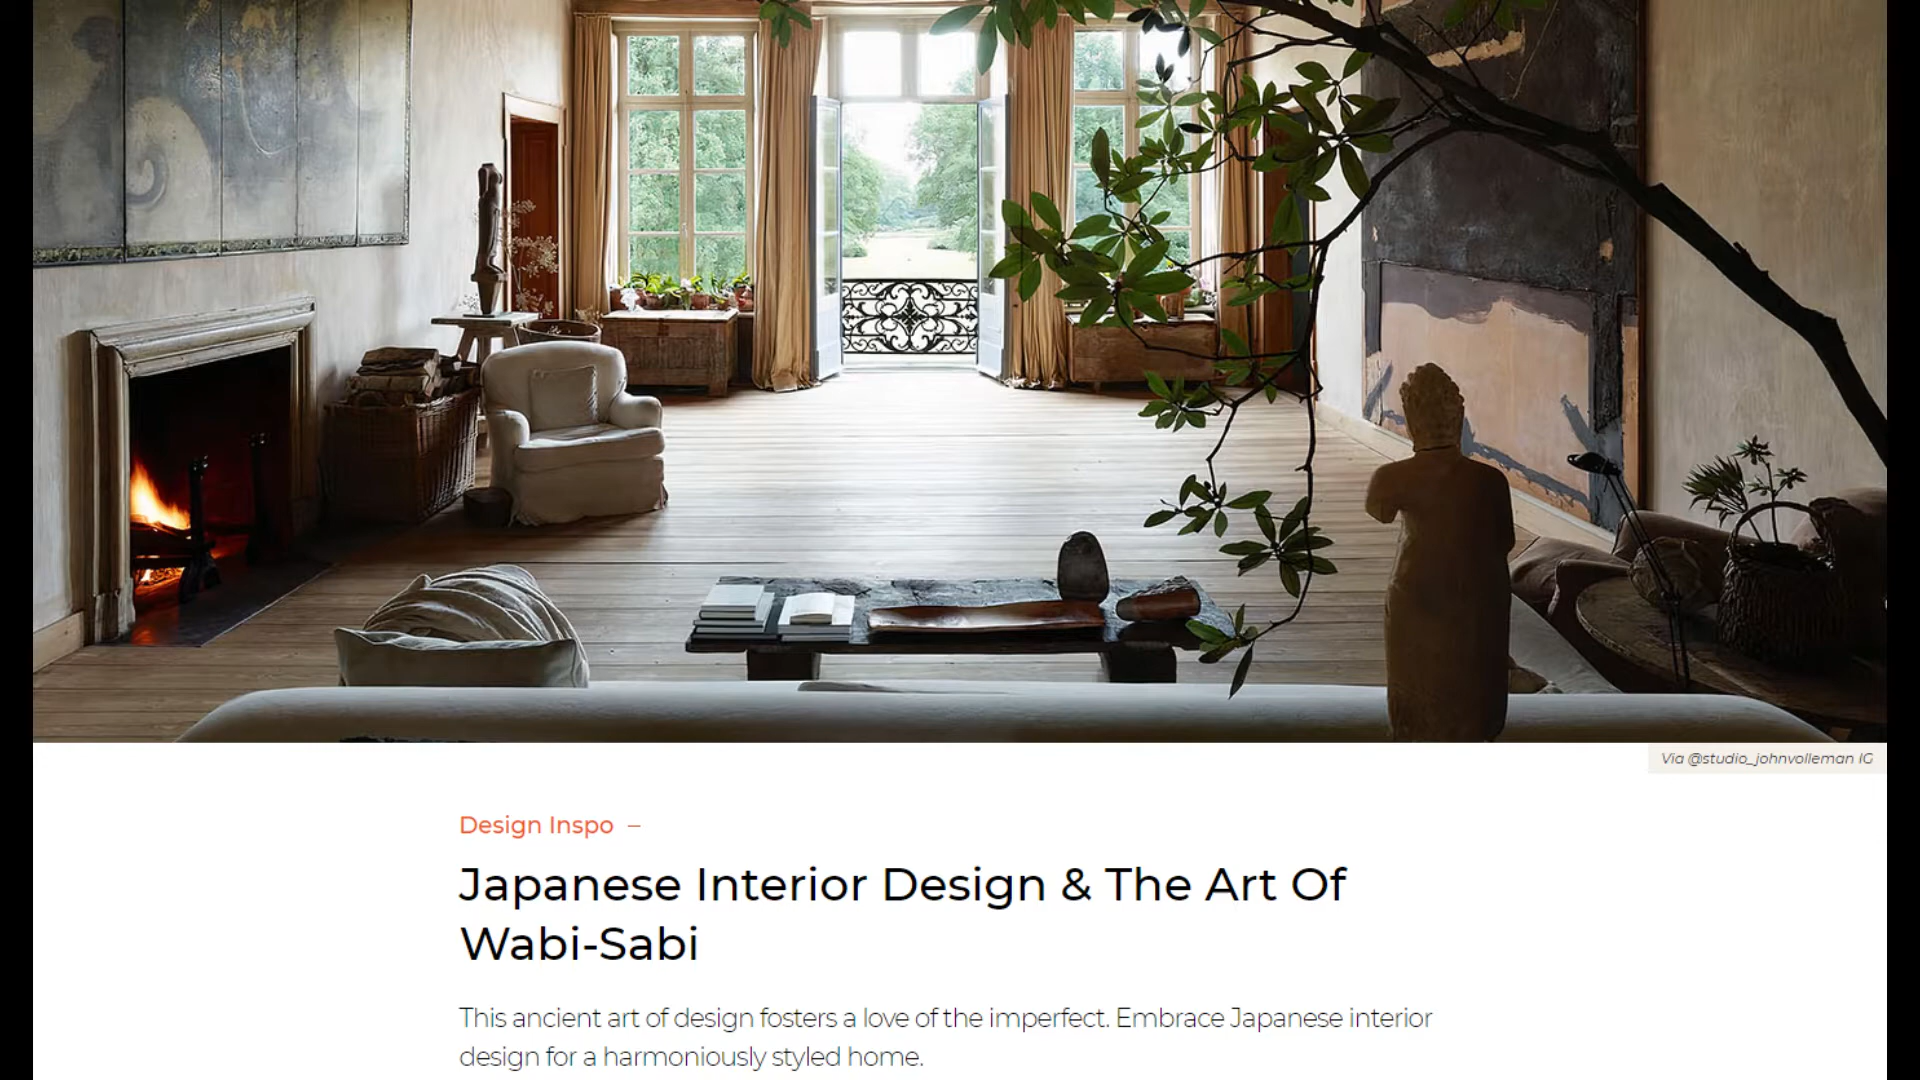 Via @studio_johnvolleman IG
Design Inspo –
Japanese Interior Design & The Art Of
Wabi-Sabi
This ancient art of design fosters a love of the imperfect. Embrace Japanese interior
design for a harmoniously styled home.